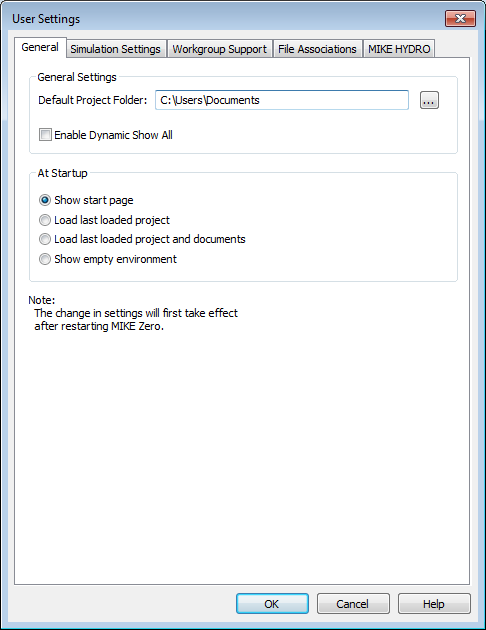 User Settings
General Simulation Settings Workgroup Support File Associations MIKE HYDRO
General Settings
Default Project Folder: C:\Users\Documents ...
Enable Dynamic Show All
At Startup
Show start page
Load last loaded project
Load last loaded project and documents
Show empty environment
Note:
The change in settings will first take effect
after restarting MIKE Zero.
OK Cancel Help